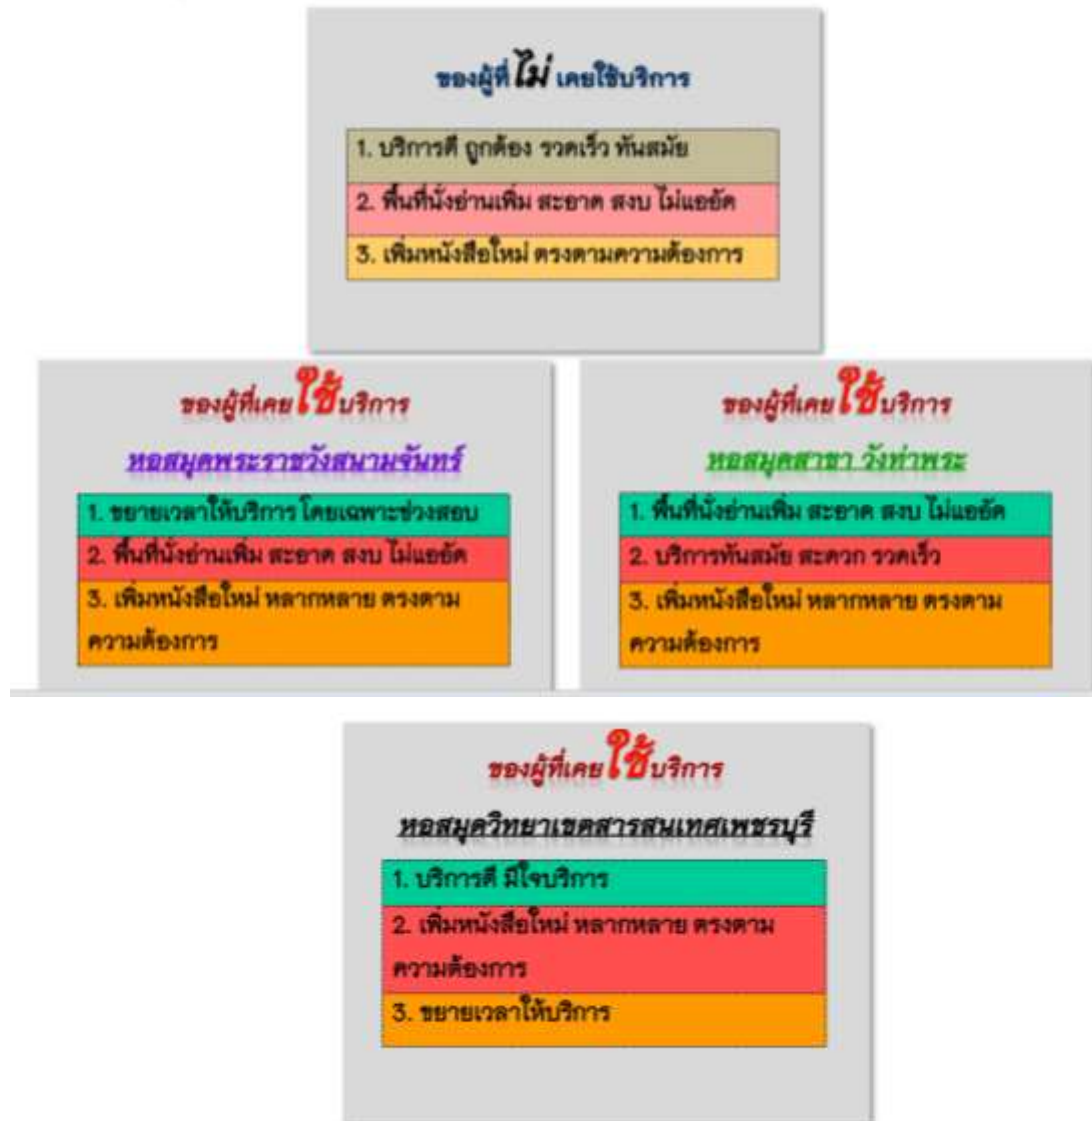 ของผู้ที่ไม่ เคยใช้บริการ
1. บริการดี ถูกต้อง รวดเร็ว ทันสมัย
2. พื้นที่นั่งอ่านเพิ่ม สะอาด สงบ ไม่แออัด
3. เพิ่มหนังสือใหม่ ตรงตามความต้องการ
ของผู้ที่เคยใช้บริการ
หอสมุดพระราชวังสนามจันทร์
1. ขยายเวลาให้บริการ โดยเฉพาะช่วงสอบ
2. พื้นที่นั่งอ่านเพิ่ม สะอาด สงบ ไม่แออัด
3. เพิ่มหนังสือใหม่ หลากหลาย ตรงตาม
ความต้องการ
ของผู้ที่เคยใช้บริการ
หอสมุดสาขา วังท่าพระ
1. พื้นที่นั่งอ่านเพิ่ม สะอาด สงบ ไม่แออัด
2. บริการทันสมัย สะดวก รวดเร็ว
3. เพิ่มหนังสือใหม่ หลากหลาย ตรงตาม
ความต้องการ
ของผู้ที่เคยใช้บริการ
หอสมุดวิทยาเขตสารสนเทศเพชรบุรี
1. บริการดี มีใจบริการ
2. เพิ่มหนังสือใหม่ หลากหลาย ตรงตาม
ความต้องการ
3. ขยายเวลาให้บริการ